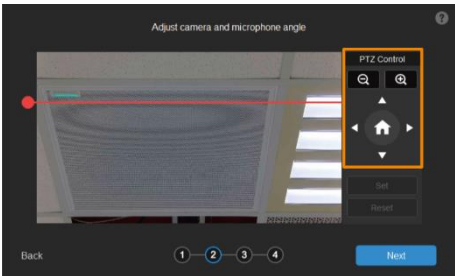 Adjust camera and microphone angle
?
PTZ Control
Set
Reset
Back
1 2 3 4
Next